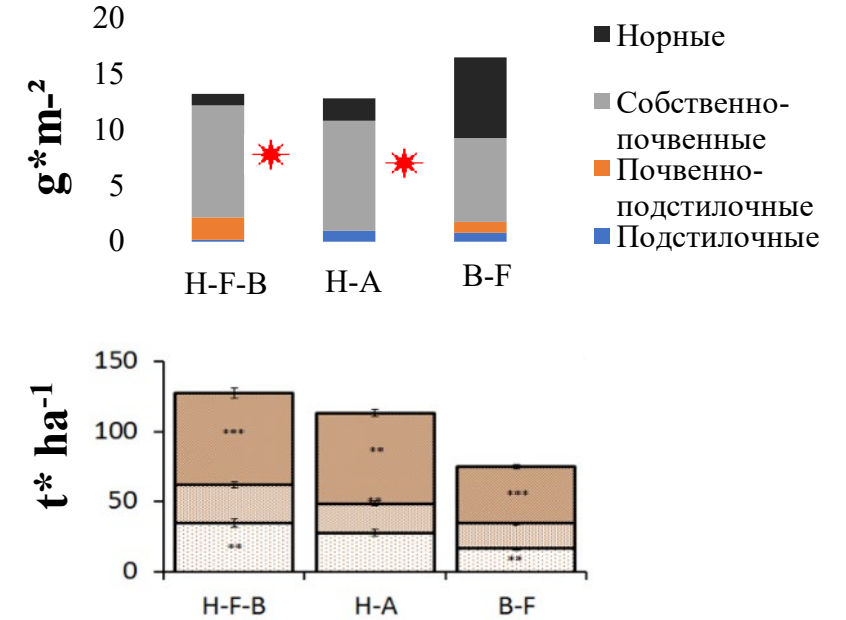 20
15
10
5
0
g*m-²
H-F-B
H-A
B-F
Норные
Собственно-
почвенные
Почвенно-
подстилочные
Подстилочные
150
100
50
0
t* ha-1
***
**
**
**
***
**
H-F-B
H-A
B-F